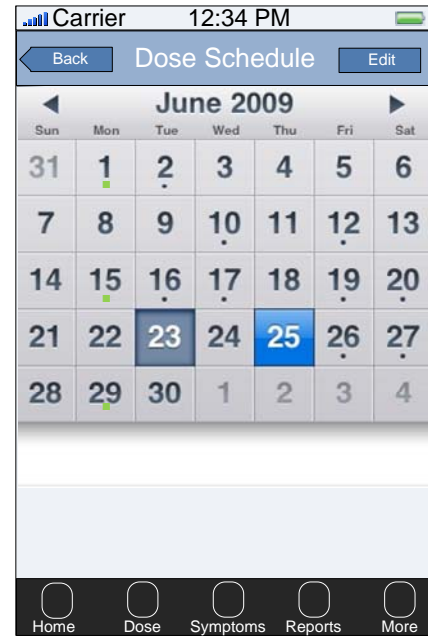 Carrier 12:34 PM
Back Dose Schedule Edit
June 2009
Sun Mon Tue Wed Thu Fri Sat
31 1 2 3 4 5 6
7 8 9 10 11 12 13
14 15 16 17 18 19 20
21 22 23 24 25 26 27
28 29 30 1 2 3 4
Home Dose Symptoms Reports More